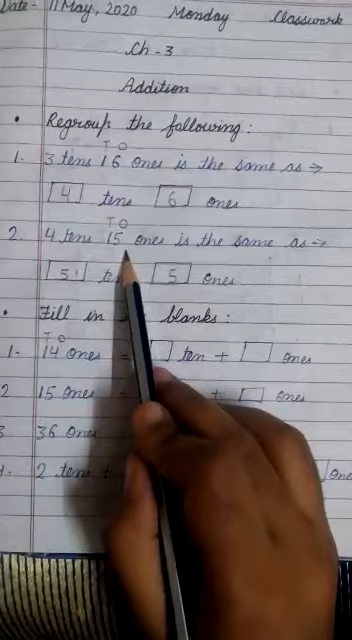 Date- 11 May, 2020 Monday Classwork
Ch-3
Addition
• Regroup the following:
T O
1. 3 tens 16 ones is the same as ⇒
4 tens 6 ones
T O
2. 4 tens 15 ones is the same as ⇒
5 5 ones
• Fill in blanks:
T O
1- 14 ones = ten + ones
2 15 ones = + ones
3 36 ones
4. 2 tens +